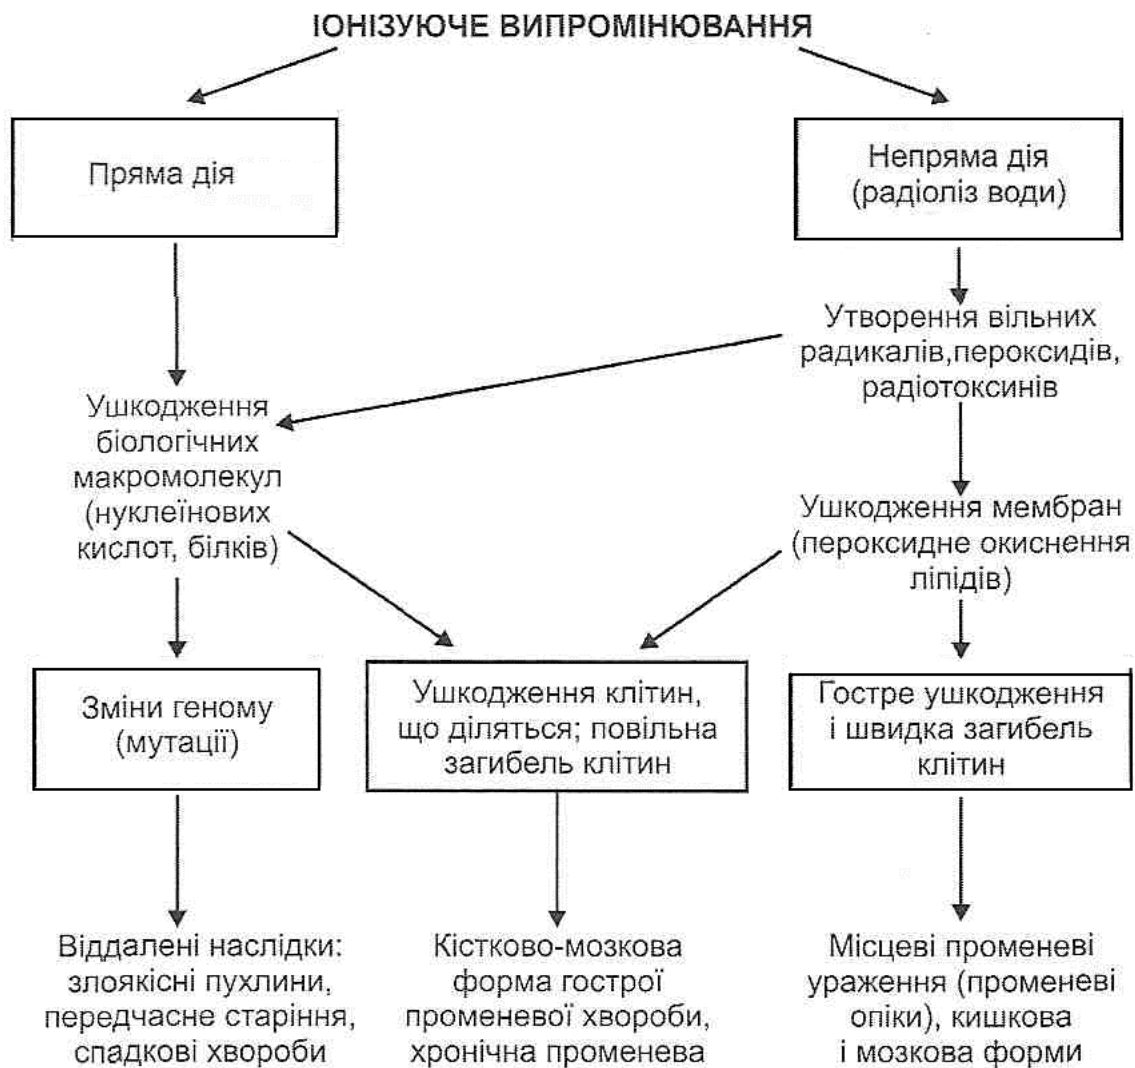 ІОНІЗУЮЧЕ ВИПРОМІНЮВАННЯ
Пряма дія
Непряма дія
(радіоліз води)
Утворення вільних
радикалів,пероксидів,
радіотоксинів
Ушкодження
біологічних
макромолекул
(нуклеїнових
кислот, білків)
Ушкодження мембран
(пероксидне окиснення
ліпідів)
Зміни геному
(мутації)
Ушкодження клітин,
що діляться; повільна
загибель клітин
Гостре ушкодження
і швидка загибель
клітин
Віддалені наслідки:
злоякісні пухлини,
передчасне старіння,
спадкові хвороби
Кістково-мозкова
форма гострої
променевої хвороби,
хронічна променева
Місцеві променеві
ураження (променеві
опіки), кишкова
і мозкова форми